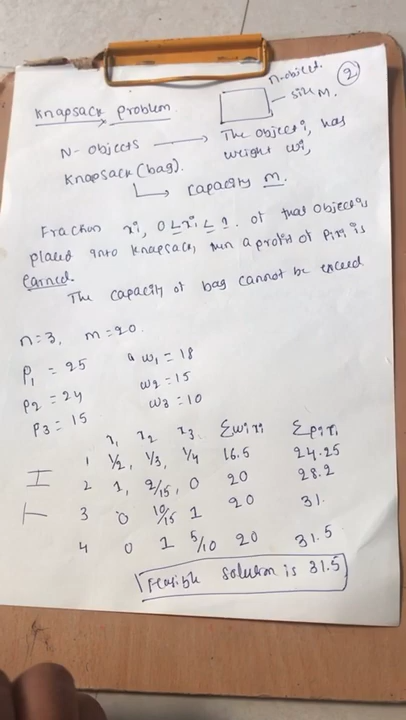 2
n-object.
size M.
Knapsack problem.
N- objects → The object i, has
weight wi,
Knapsack (bag).
capacity m.
Fraction xi, 0 ≤ xi ≤ 1. of that object is
placed into knapsack, then a profit of pixi is
earned.
The capacity of bag cannot be exceed
n=3, m=20.
P1 = 25 w1 = 18
P2 = 24 w2 = 15
P3 = 15 w3 = 10
x1 x2 x3. Σwixi Σpixi
1 1/2, 1/3, 1/4 16.5 24.25
2 1, 2/15, 0 20 28.2
3 0 10/15 1 20 31.
4 0 1 5/10 20 31.5
Feasible solution is 31.5